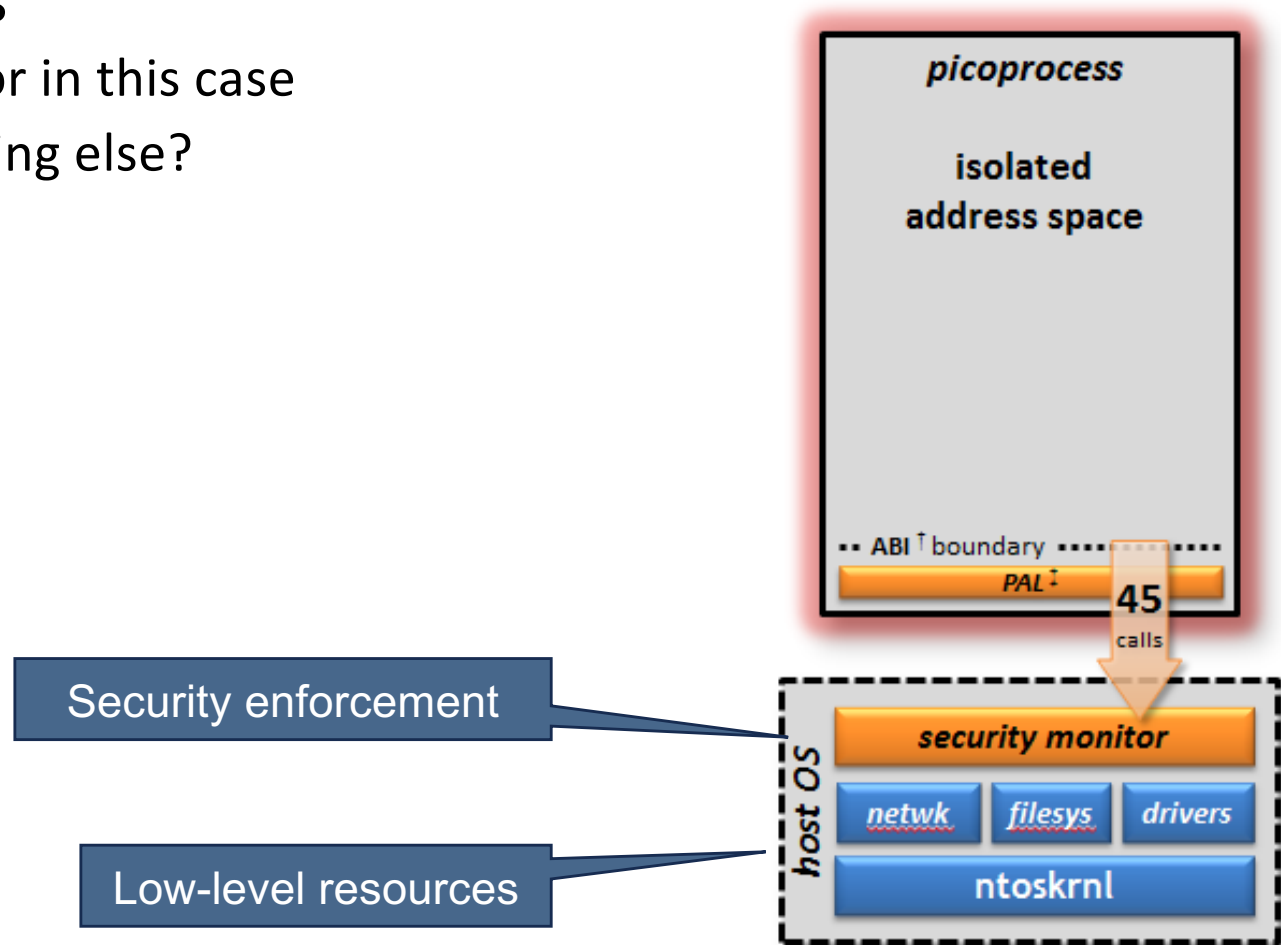 or in this case
ng else?
picoprocess
isolated
address space
ABI † boundary
PAL‡
45
calls
Security enforcement
Low-level resources
host OS
security monitor
netwk
filesys
drivers
ntoskrnl